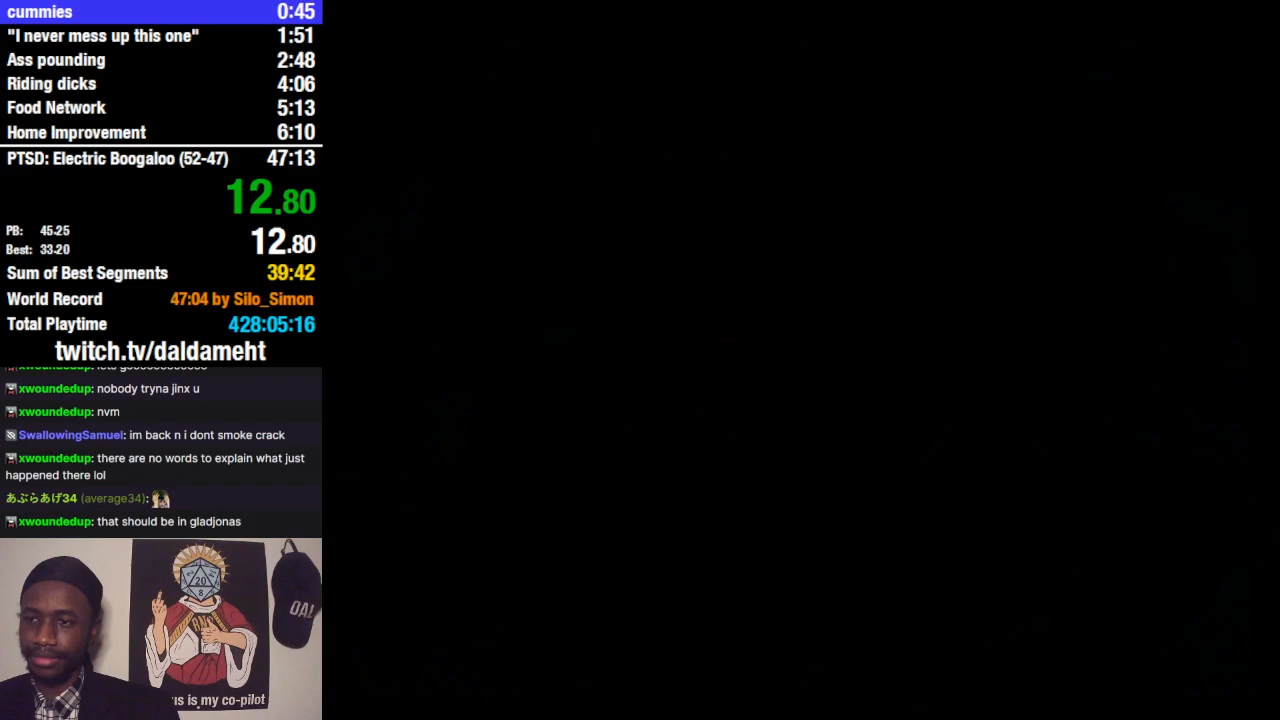 cummies 0:45
"I never mess up this one" 1:51
Ass pounding 2:48
Riding dicks 4:06
Food Network 5:13
Home Improvement 6:10
PTSD: Electric Boogaloo (52-47) 47:13
12.80
PB: 45.25
12.80
Best: 33.20
Sum of Best Segments 39:42
World Record 47:04 by Silo_Simon
Total Playtime 428:05:16
twitch.tv/daldameht
xwoundedup: nobody tryna jinx u
xwoundedup: nvm
SwallowingSamuel: im back n i dont smoke crack
xwoundedup: there are no words to explain what just
happened there lol
あぶらあげ34 (average34):
xwoundedup: that should be in gladjonas
20
8
DAL
us is my co-pilot